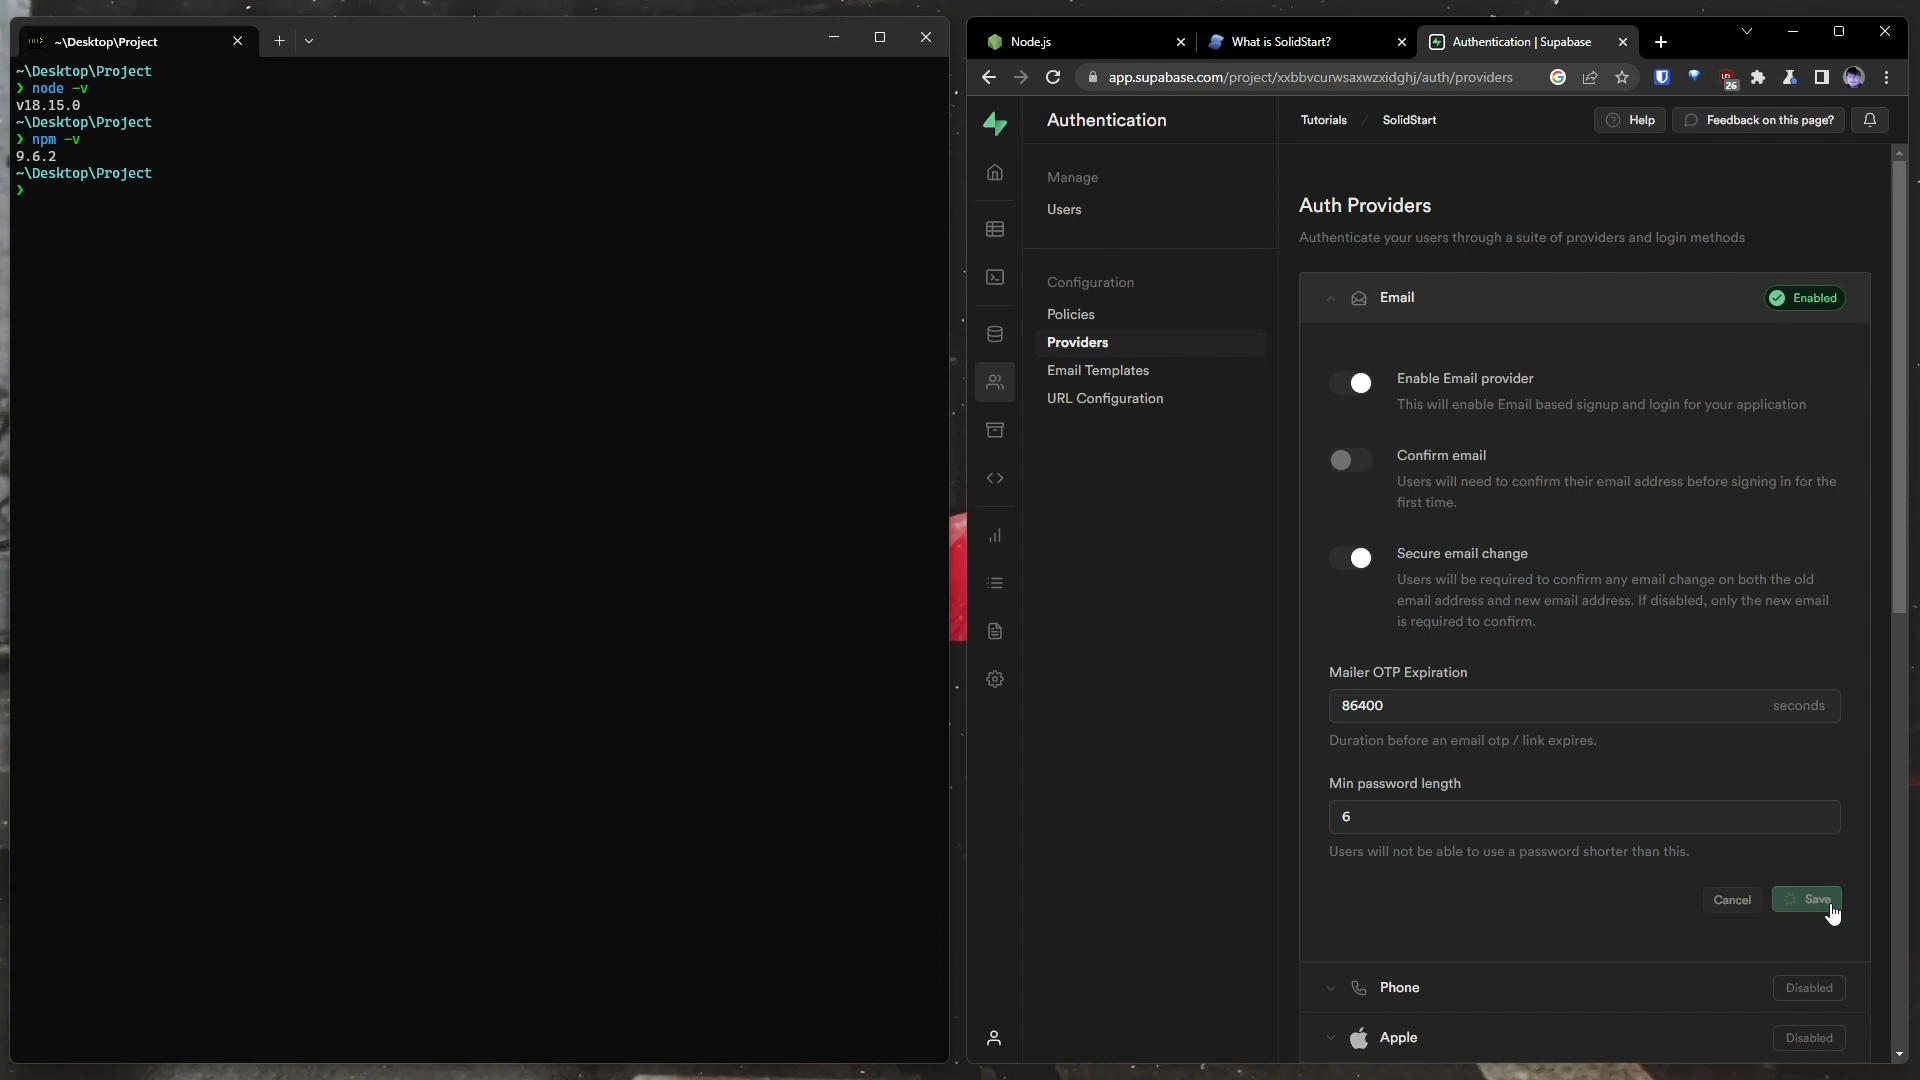 ~\Desktop\Project
~\Desktop\Project
❯ node -v
v18.15.0
~\Desktop\Project
❯ npm -v
9.6.2
~\Desktop\Project
❯
Node.js
What is SolidStart?
Authentication | Supabase
app.supabase.com/project/xxbbvcurwsaxwzxidghj/auth/providers
26
Authentication
Tutorials / SolidStart
Help
Feedback on this page?
Manage
Users
Configuration
Policies
Providers
Email Templates
URL Configuration
Auth Providers
Authenticate your users through a suite of providers and login methods
Email
Enabled
Enable Email provider
This will enable Email based signup and login for your application
Confirm email
Users will need to confirm their email address before signing in for the
first time.
Secure email change
Users will be required to confirm any email change on both the old
email address and new email address. If disabled, only the new email
is required to confirm.
Mailer OTP Expiration
86400 seconds
Duration before an email otp / link expires.
Min password length
6
Users will not be able to use a password shorter than this.
Cancel
Save
Phone
Disabled
Apple
Disabled